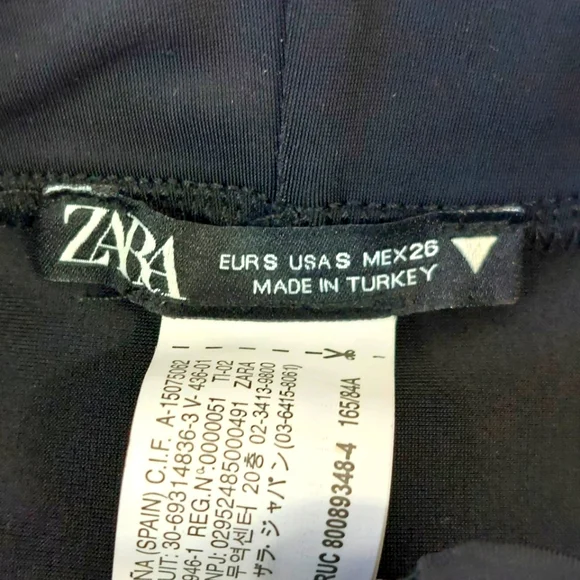 ZARA
EUR S USA S MEX 26
MADE IN TURKEY
ÑA (SPAIN) C.I.F. A-15075062
UIT: 30-69314836-3 V- 436-01
946-1 REG.N°.0000051 TI-02
NPJ: 02952485000491 ZARA
무역센터 20층 02-3413-9800
ザラ・ジャパン (03-6415-8061)
RUC 80089348-4 165/84A